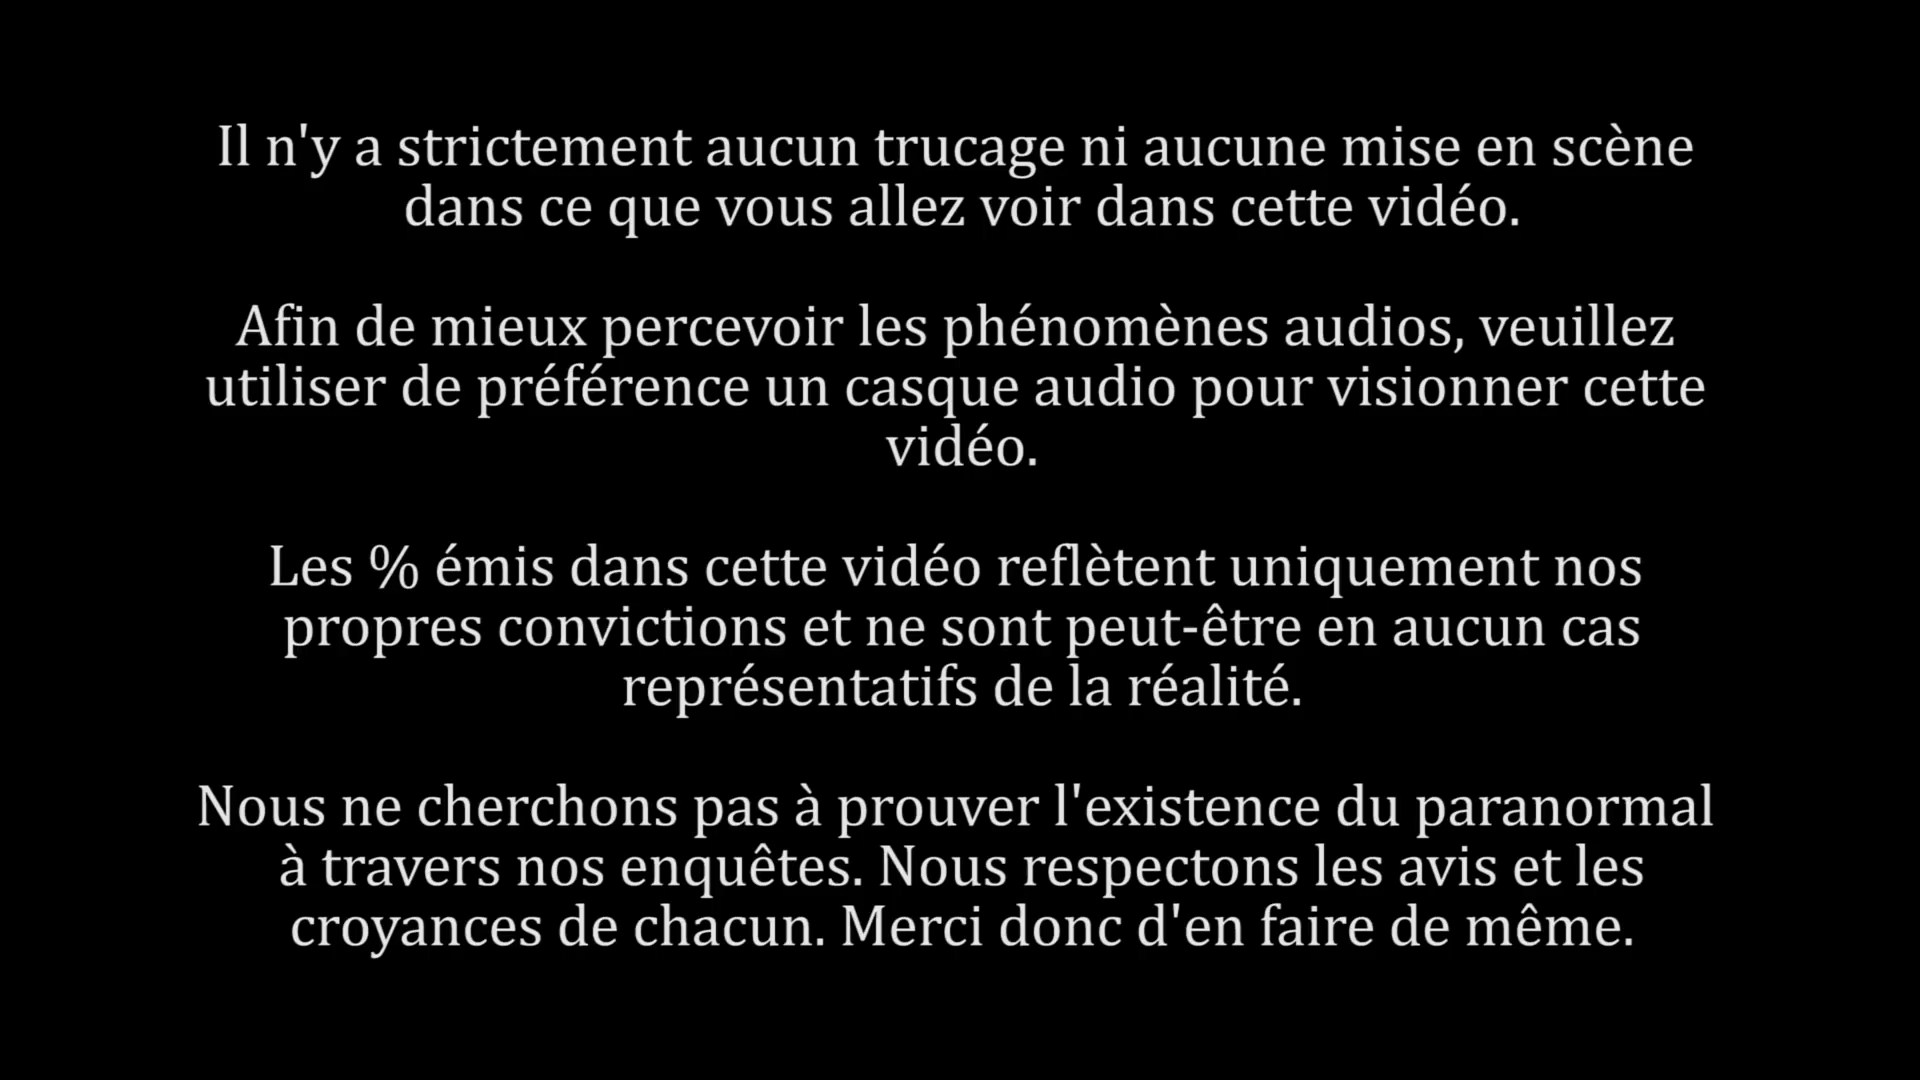 Il n'y a strictement aucun trucage ni aucune mise en scène
dans ce que vous allez voir dans cette vidéo.
Afin de mieux percevoir les phénomènes audios, veuillez
utiliser de préférence un casque audio pour visionner cette
vidéo.
Les % émis dans cette vidéo reflètent uniquement nos
propres convictions et ne sont peut-être en aucun cas
représentatifs de la réalité.
Nous ne cherchons pas à prouver l'existence du paranormal
à travers nos enquêtes. Nous respectons les avis et les
croyances de chacun. Merci donc d'en faire de même.